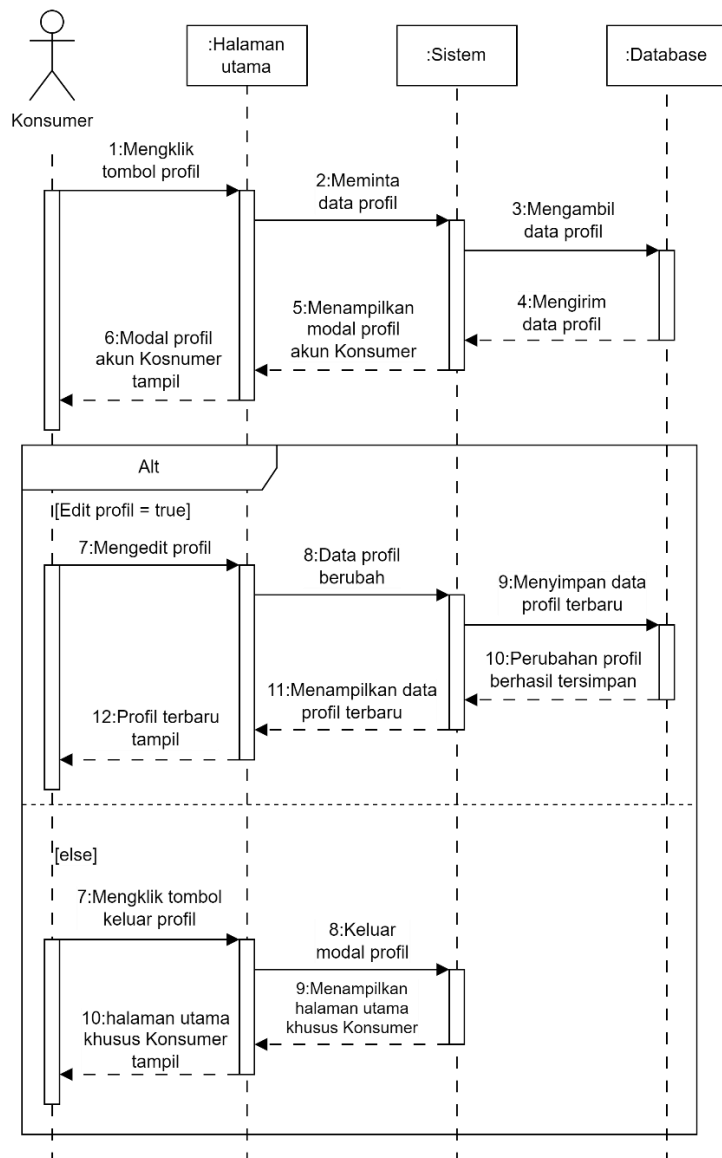 :Halaman
utama
:Sistem
:Database
Konsumer
1:Mengklik
tombol profil
2:Meminta
data profil
3:Mengambil
data profil
4:Mengirim
data profil
5:Menampilkan
modal profil
akun Konsumer
6:Modal profil
akun Kosnumer
tampil
Alt
[Edit profil = true]
7:Mengedit profil
8:Data profil
berubah
9:Menyimpan data
profil terbaru
10:Perubahan profil
berhasil tersimpan
11:Menampilkan data
profil terbaru
12:Profil terbaru
tampil
[else]
7:Mengklik tombol
keluar profil
8:Keluar
modal profil
9:Menampilkan
halaman utama
khusus Konsumer
10:halaman utama
khusus Konsumer
tampil